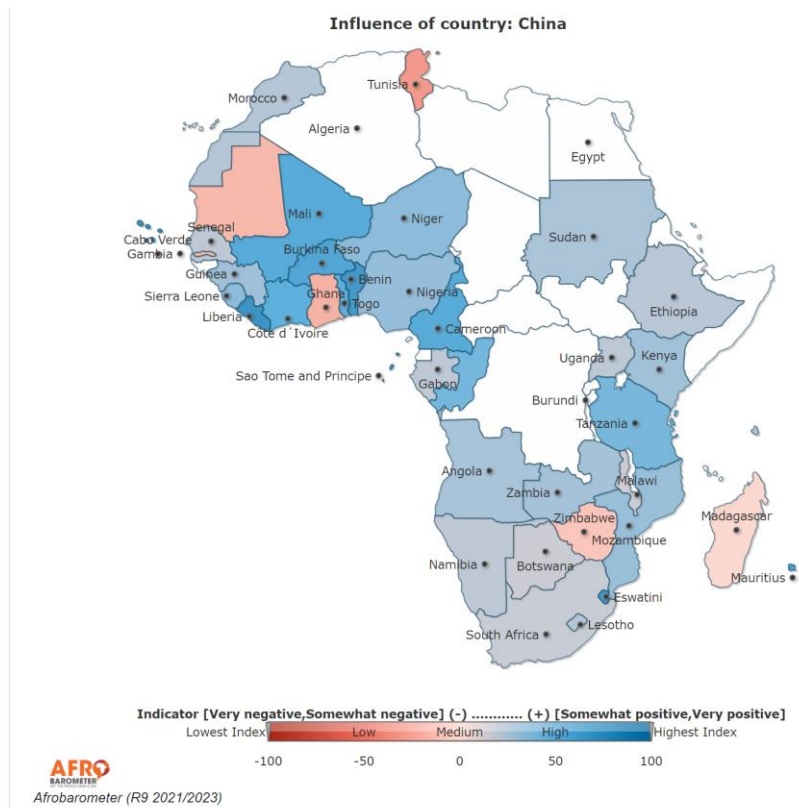 Influence of country: China
Tunisia
Morocco
Algeria
Egypt
Mali
Niger
Senegal
Sudan
Cabo Verde
Gambia
Burkina Faso
Guinea
Benin
Nigeria
Ghana
Sierra Leone
Togo
Ethiopia
Liberia
Côte d´Ivoire
Cameroon
Uganda
Kenya
Sao Tome and Principe
Gabon
Burundi
Tanzania
Angola
Malawi
Zambia
Zimbabwe
Madagascar
Mozambique
Namibia
Botswana
Mauritius
Eswatini
South Africa
Lesotho
Indicator [Very negative,Somewhat negative] (-) ............ (+) [Somewhat positive,Very positive]
Lowest Index Low Medium High Highest Index
-100 -50 0 50 100
AFRO
BAROMETER
Afrobarometer (R9 2021/2023)